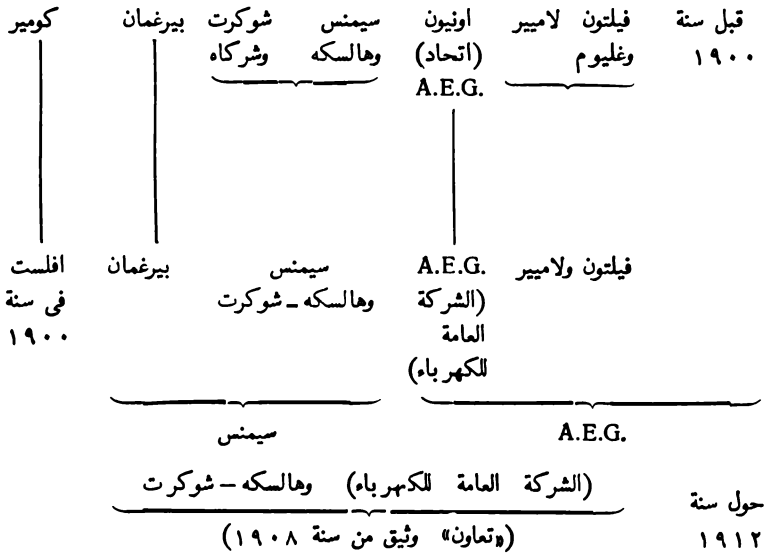 قبل سنة فيلتون لاميير اونيون سيمنس شوكرت بيرغمان كومير
١٩٠٠ وغليوم (اتحاد) وهالسكه وشركاه
A.E.G.
فيلتون ولاميير A.E.G. سيمنس بيرغمان افلست
(الشركة وهالسكه ـ شوكرت فى سنة
العامة ١٩٠٠
للكهرباء)
A.E.G. سيمنس
(الشركة العامة للكهرباء) وهالسكه – شوكرت
حول سنة
١٩١٢ («تعاون» وثيق من سنة ١٩٠٨)